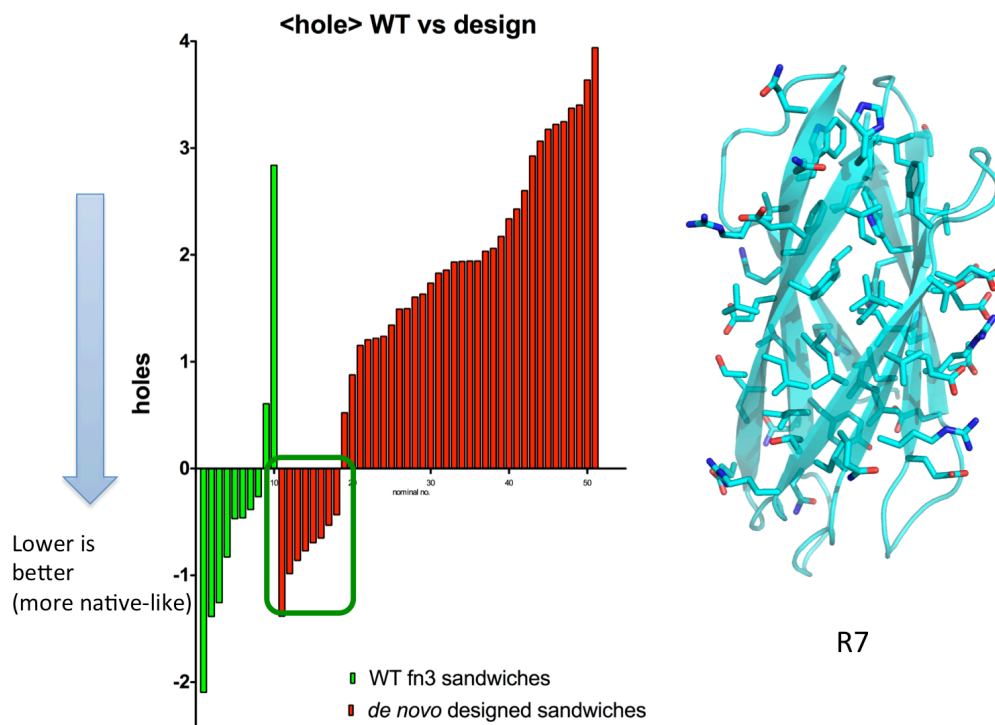 <hole> WT vs design
4
3
2
1
0
-1
-2
holes
10
20
30
40
50
nominal no.
Lower is
better
(more native-like)
WT fn3 sandwiches
de novo designed sandwiches
R7